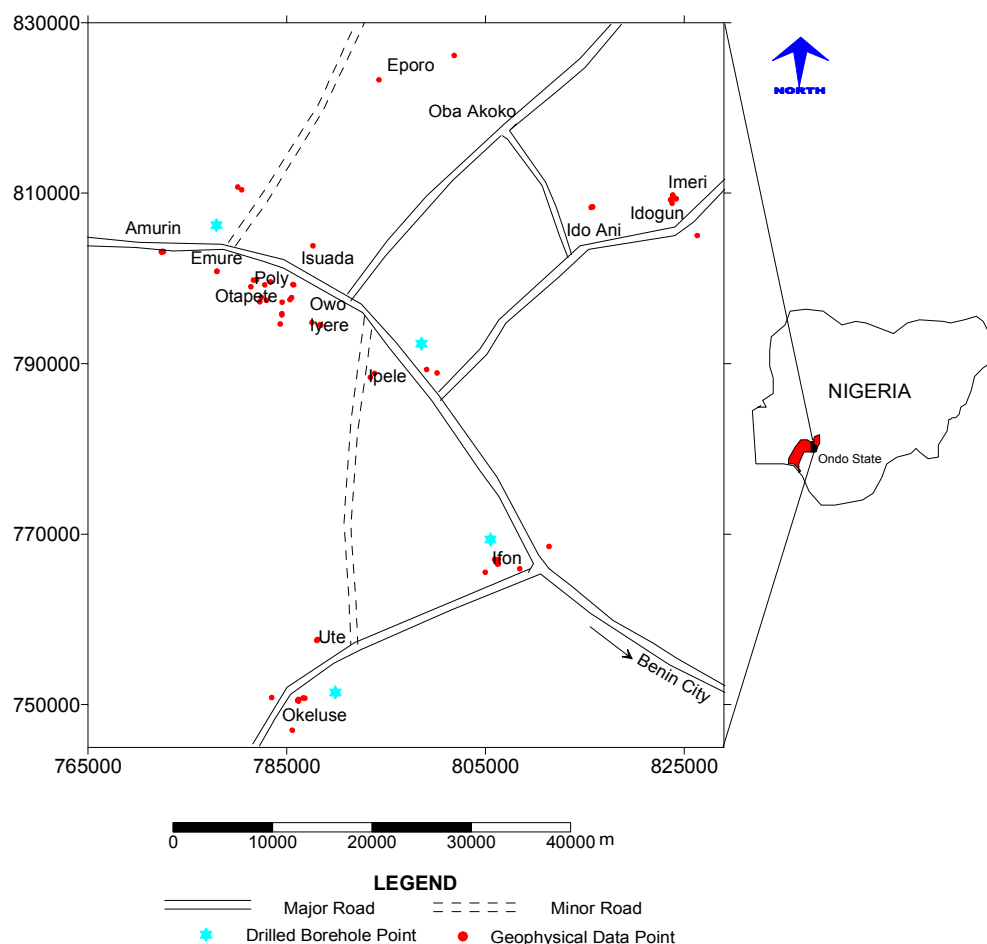 830000
Eporo
Oba Akoko
NORTH
810000
Imeri
Idogun
Ido Ani
Amurin
Emure
Isuada
Poly
Otapete
Owo
Iyere
790000
Ipele
NIGERIA
Ondo State
770000
Ifon
Ute
Benin City
750000
Okeluse
765000 785000 805000 825000
0 10000 20000 30000 40000 m
LEGEND
Major Road Minor Road
Drilled Borehole Point Geophysical Data Point